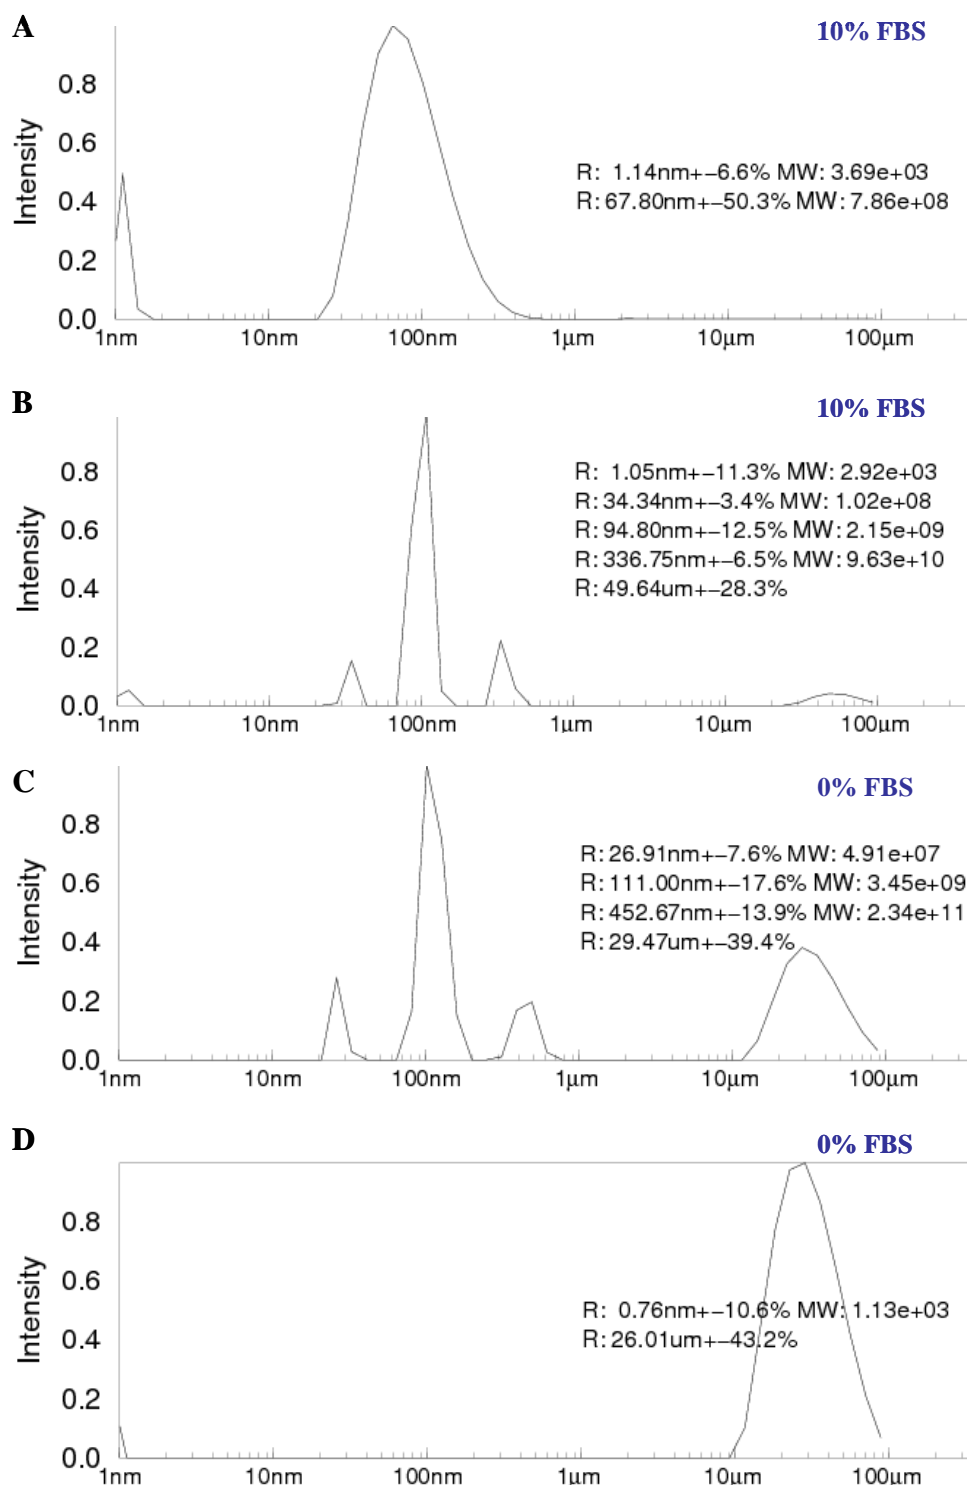 A
10% FBS
Intensity
0.8
0.6
0.4
0.2
0.0
R: 1.14nm+−6.6% MW: 3.69e+03
R: 67.80nm+−50.3% MW: 7.86e+08
1nm 10nm 100nm 1µm 10µm 100µm
B
10% FBS
Intensity
0.8
0.6
0.4
0.2
0.0
R: 1.05nm+−11.3% MW: 2.92e+03
R: 34.34nm+−3.4% MW: 1.02e+08
R: 94.80nm+−12.5% MW: 2.15e+09
R: 336.75nm+−6.5% MW: 9.63e+10
R: 49.64um+−28.3%
1nm 10nm 100nm 1µm 10µm 100µm
C
0% FBS
Intensity
0.8
0.6
0.4
0.2
0.0
R: 26.91nm+−7.6% MW: 4.91e+07
R: 111.00nm+−17.6% MW: 3.45e+09
R: 452.67nm+−13.9% MW: 2.34e+11
R: 29.47um+−39.4%
1nm 10nm 100nm 1µm 10µm 100µm
D
0% FBS
Intensity
0.8
0.6
0.4
0.2
0.0
R: 0.76nm+−10.6% MW: 1.13e+03
R: 26.01um+−43.2%
1nm 10nm 100nm 1µm 10µm 100µm